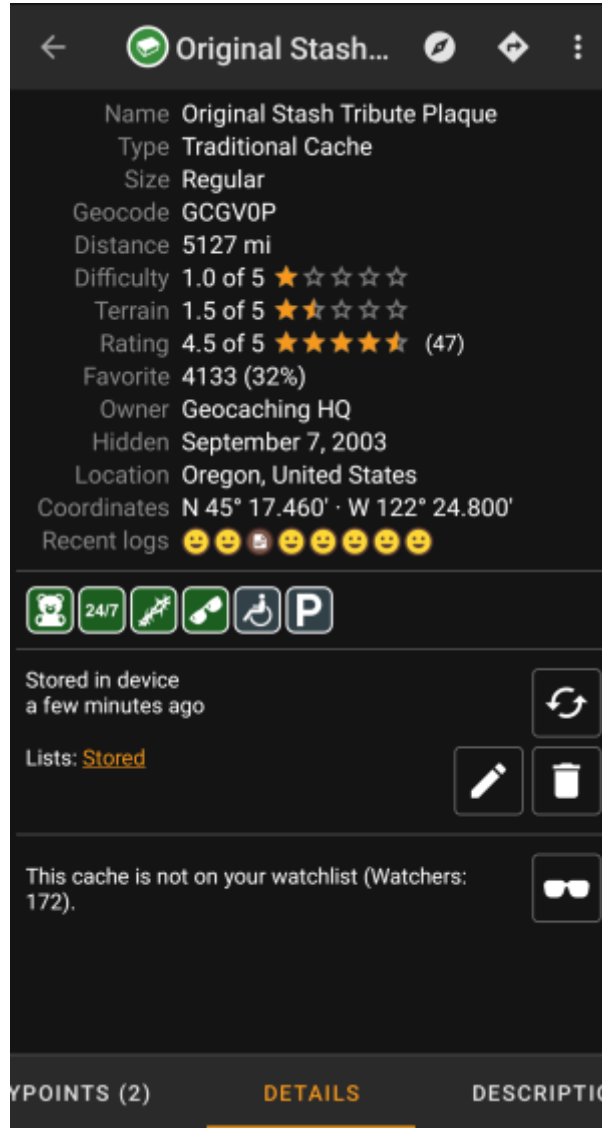 Original Stash...
Name Original Stash Tribute Plaque
Type Traditional Cache
Size Regular
Geocode GCGV0P
Distance 5127 mi
Difficulty 1.0 of 5
Terrain 1.5 of 5
Rating 4.5 of 5 (47)
Favorite 4133 (32%)
Owner Geocaching HQ
Hidden September 7, 2003
Location Oregon, United States
Coordinates N 45° 17.460' · W 122° 24.800'
Recent logs
24/7 P
Stored in device
a few minutes ago
Lists: Stored
This cache is not on your watchlist (Watchers:
172).
YPOINTS (2) DETAILS DESCRIPTIO